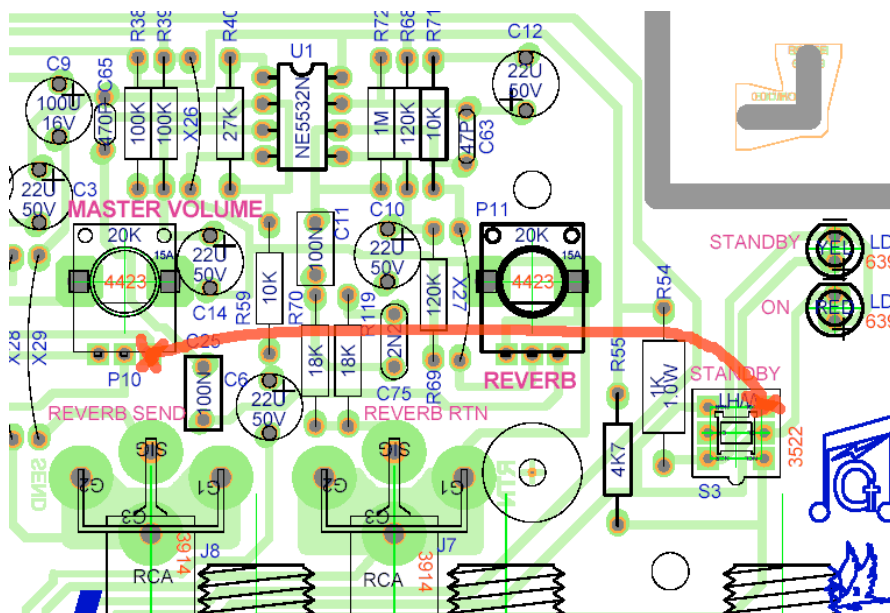 R38
R39
R40
U1
R72
R68
R71
C12
C9
100U
16V
C65
470P
100K
100K
X26
27K
NE5532N
1M
120K
10K
47P
C63
22U
50V
22U
50V
C3
MASTER VOLUME
20K
15A
4423
22U
50V
C14
R59
10K
R70
100N
C11
C10
22U
50V
R119
120K
X27
P11
20K
15A
4423
STANDBY
YEL
LD
639
ON
RED
LD
639
R54
X28
X29
P10
C25
100N
C6
22U
50V
18K
18K
2N2
C75
R69
REVERB
R55
1K
1.0W
STANDBY
REVERB SEND
REVERB RTN
4K7
3522
S3
SEND
SIG
G2
G1
G3
3914
J8
RCA
SIG
G2
G1
G3
3914
J7
RCA
RTN